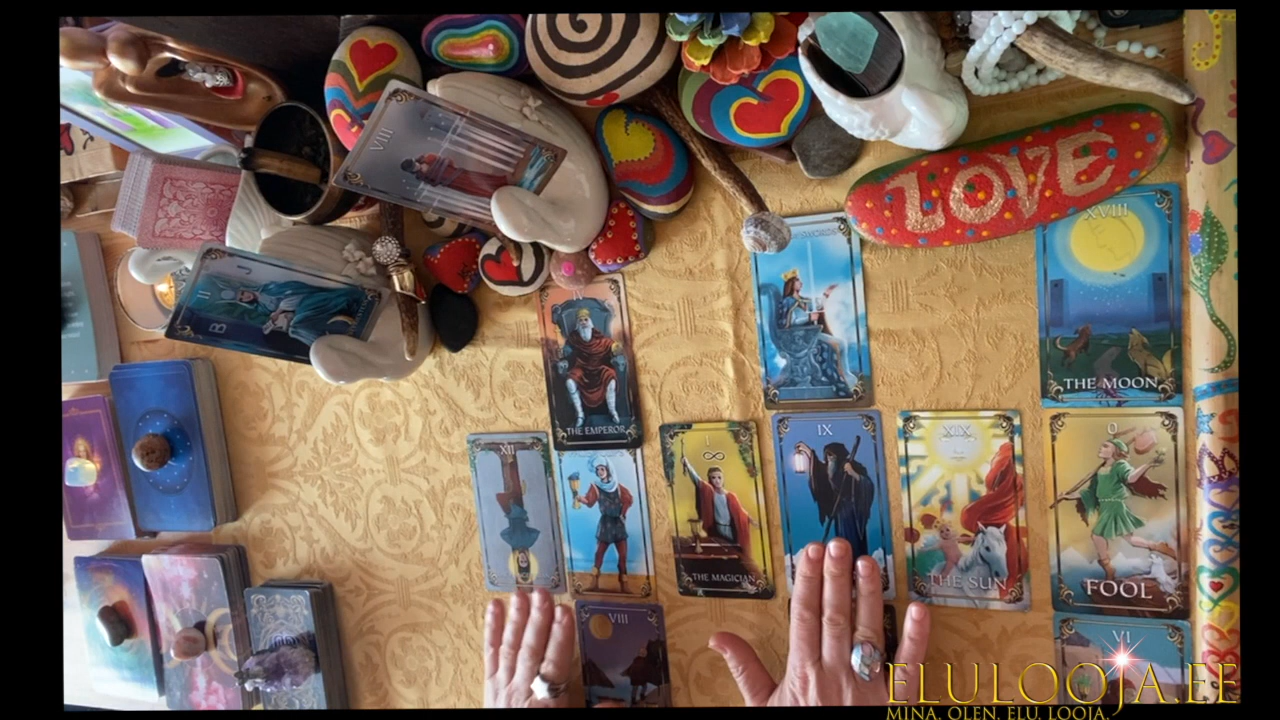 VIII
LOVE
XVIII
II
B
J
THE MOON
THE EMPEROR
XII
I
IX
XIX
0
THE MAGICIAN
THE SUN
FOOL
VIII
VI
ELULOOJA.EE
MINA. OLEN. ELU. LOOJA.